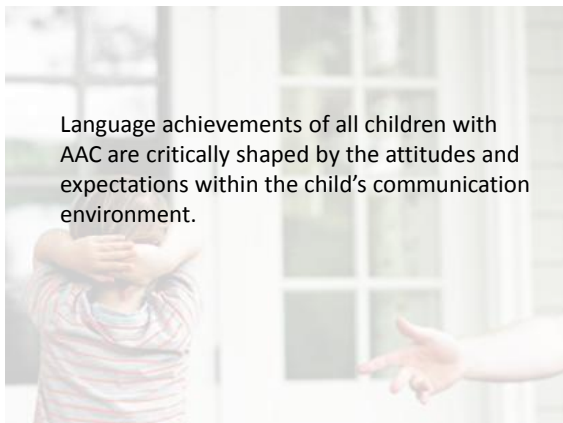 Language achievements of all children with
AAC are critically shaped by the attitudes and
expectations within the child’s communication
environment.